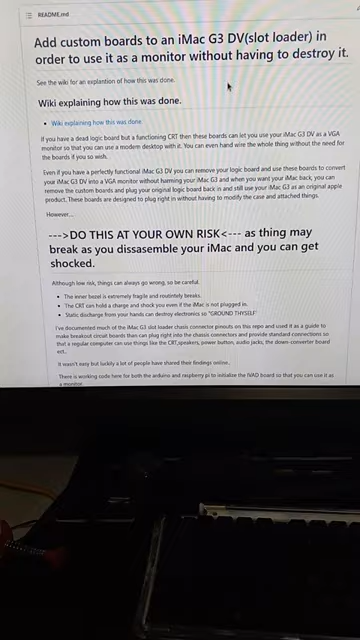 README.md
Add custom boards to an iMac G3 DV(slot loader) in
order to use it as a monitor without having to destroy it.
See the wiki for an explantion of how this was done.
Wiki explaining how this was done.
Wiki explaining how this was done.
If you have a dead logic board but a functioning CRT then these boards can let you use your iMac G3 DV as a VGA
monitor so that you can use a modern desktop with it. You can even hand wire the whole thing without the need for
the boards if you so wish.
Even if you have a perfectly functional iMac G3 DV you can remove your logic board and use these boards to convert
your iMac G3 DV into a VGA monitor without harming your iMac G3 and when you want your iMac back, you can
remove the custom boards and plug your original logic board back in and still use your iMac G3 as an original apple
product. These boards are designed to plug right in without having to modify the case and attached things.
However...
--->DO THIS AT YOUR OWN RISK<--- as thing may
break as you dissasemble your iMac and you can get
shocked.
Although low risk, things can always go wrong, so be careful.
The inner bezel is extremely fragile and routinely breaks.
The CRT can hold a charge and shock you even if the iMac is not plugged in.
Static discharge from your hands can destroy electronics so "GROUND THYSELF"
I've documented much of the iMac G3 slot loader chassis connector pinouts on this repo and used it as a guide to
make breakout circuit boards than can plug right into the chassis connectors and provide standard connections so
that a regular computer can use things like the CRT,speakers, power button, audio jacks, the down-converter board
ect..
It wasn't easy but luckily a lot of people have shared their findings online.
There is working code here for both the arduino and raspberry pi to initialize the IVAD board so that you can use it as
a monitor.